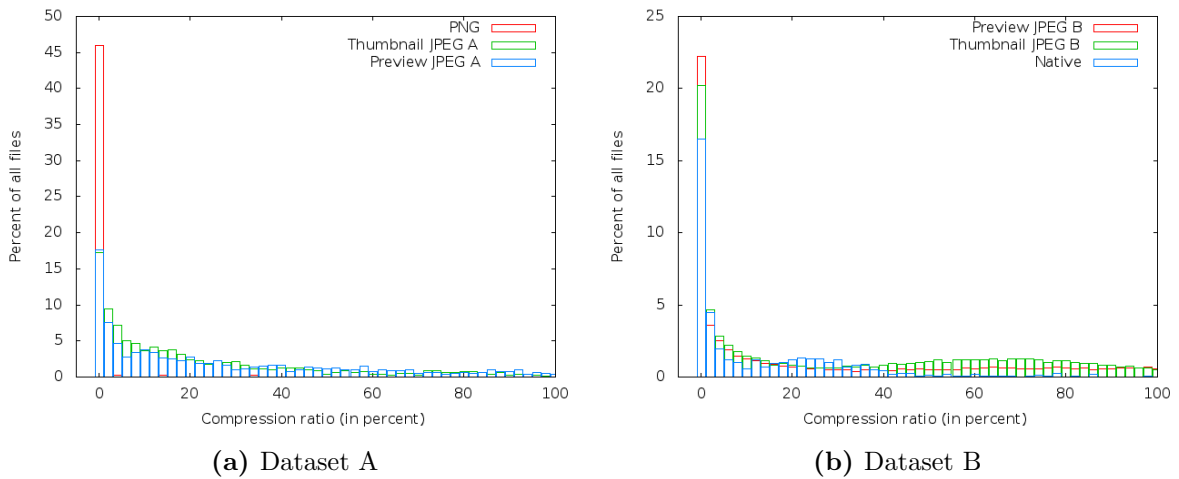 50
45
40
35
30
25
20
15
10
5
0
Percent of all files
PNG
Thumbnail JPEG A
Preview JPEG A
0 20 40 60 80 100
Compression ratio (in percent)
(a) Dataset A
25
20
15
10
5
0
Percent of all files
Preview JPEG B
Thumbnail JPEG B
Native
0 20 40 60 80 100
Compression ratio (in percent)
(b) Dataset B